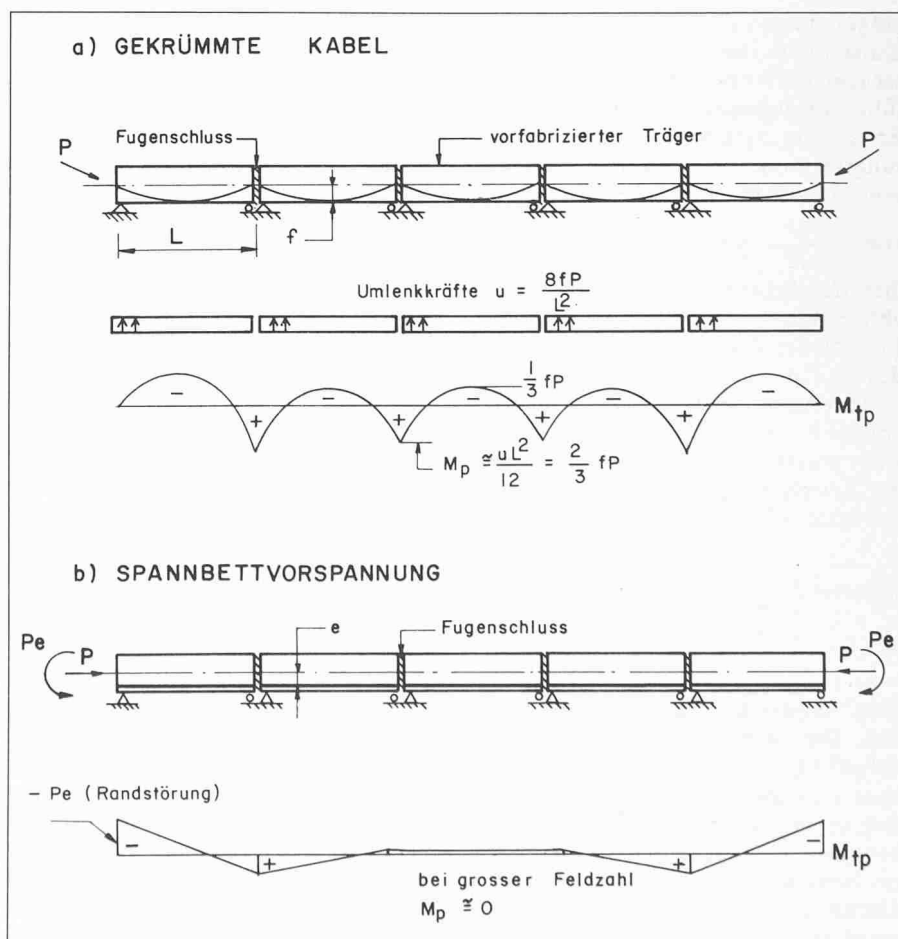 a) GEKRÜMMTE KABEL
Fugenschluss
vorfabrizierter Träger
P
P
L
f
Umlenkkräfte u = 8fP / L²
1/3 fP
− + − + − + − + −
M_tp
M_p ≅ uL²/12 = 2/3 fP
b) SPANNBETTVORSPANNUNG
e
Fugenschluss
Pe
P
P
Pe
− Pe (Randstörung)
− + + −
M_tp
bei grosser Feldzahl
M_p ≅ 0